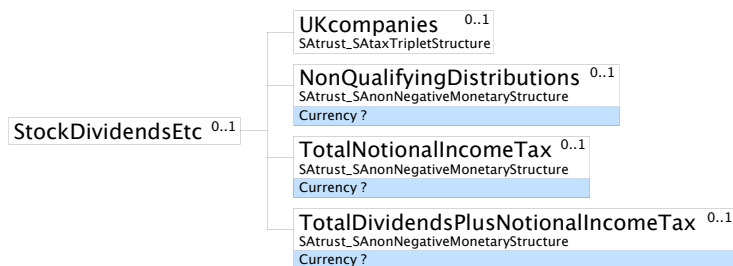 UKcompanies 0..1
SAtrust_SAtaxTripletStructure
NonQualifyingDistributions 0..1
SAtrust_SAnonNegativeMonetaryStructure
Currency ?
StockDividendsEtc 0..1
TotalNotionalIncomeTax 0..1
SAtrust_SAnonNegativeMonetaryStructure
Currency ?
TotalDividendsPlusNotionalIncomeTax 0..1
SAtrust_SAnonNegativeMonetaryStructure
Currency ?